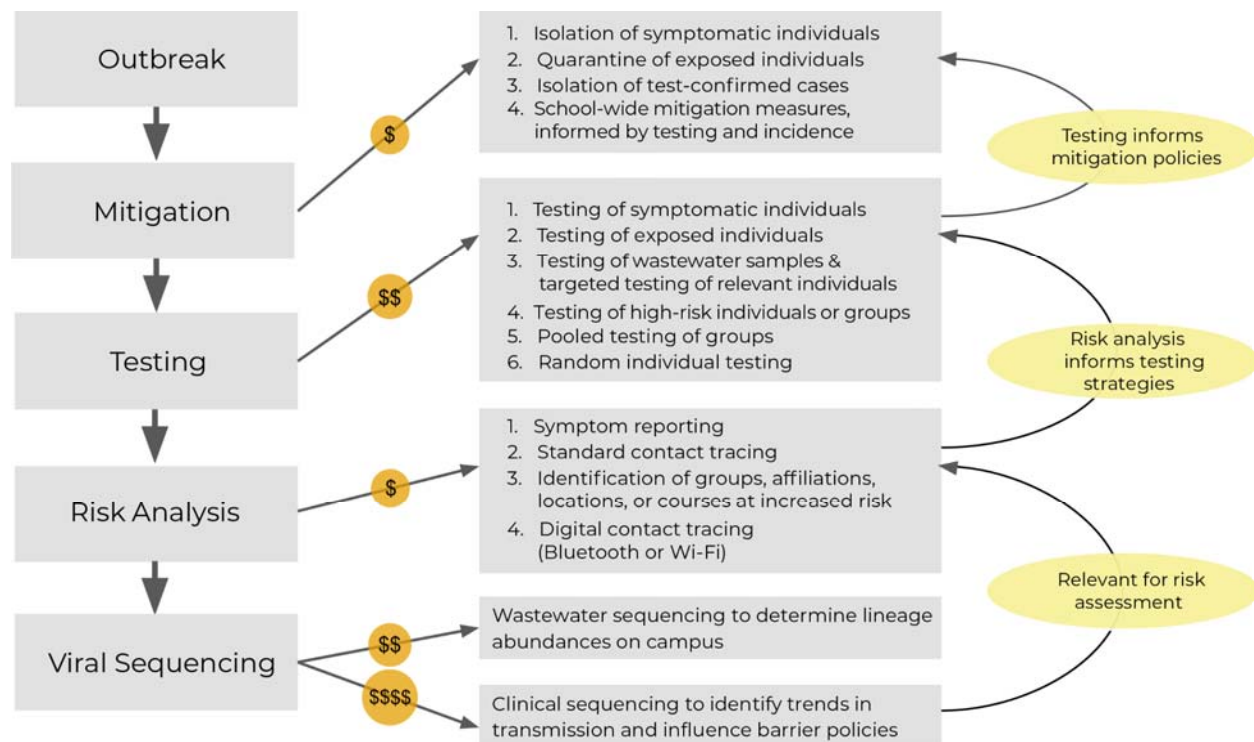 Outbreak
Mitigation
Testing
Risk Analysis
Viral Sequencing
$
$$
$
$$
$$$$
1. Isolation of symptomatic individuals
2. Quarantine of exposed individuals
3. Isolation of test-confirmed cases
4. School-wide mitigation measures,
informed by testing and incidence
1. Testing of symptomatic individuals
2. Testing of exposed individuals
3. Testing of wastewater samples &
targeted testing of relevant individuals
4. Testing of high-risk individuals or groups
5. Pooled testing of groups
6. Random individual testing
1. Symptom reporting
2. Standard contact tracing
3. Identification of groups, affiliations,
locations, or courses at increased risk
4. Digital contact tracing
(Bluetooth or Wi-Fi)
Wastewater sequencing to determine lineage
abundances on campus
Clinical sequencing to identify trends in
transmission and influence barrier policies
Testing informs
mitigation policies
Risk analysis
informs testing
strategies
Relevant for risk
assessment